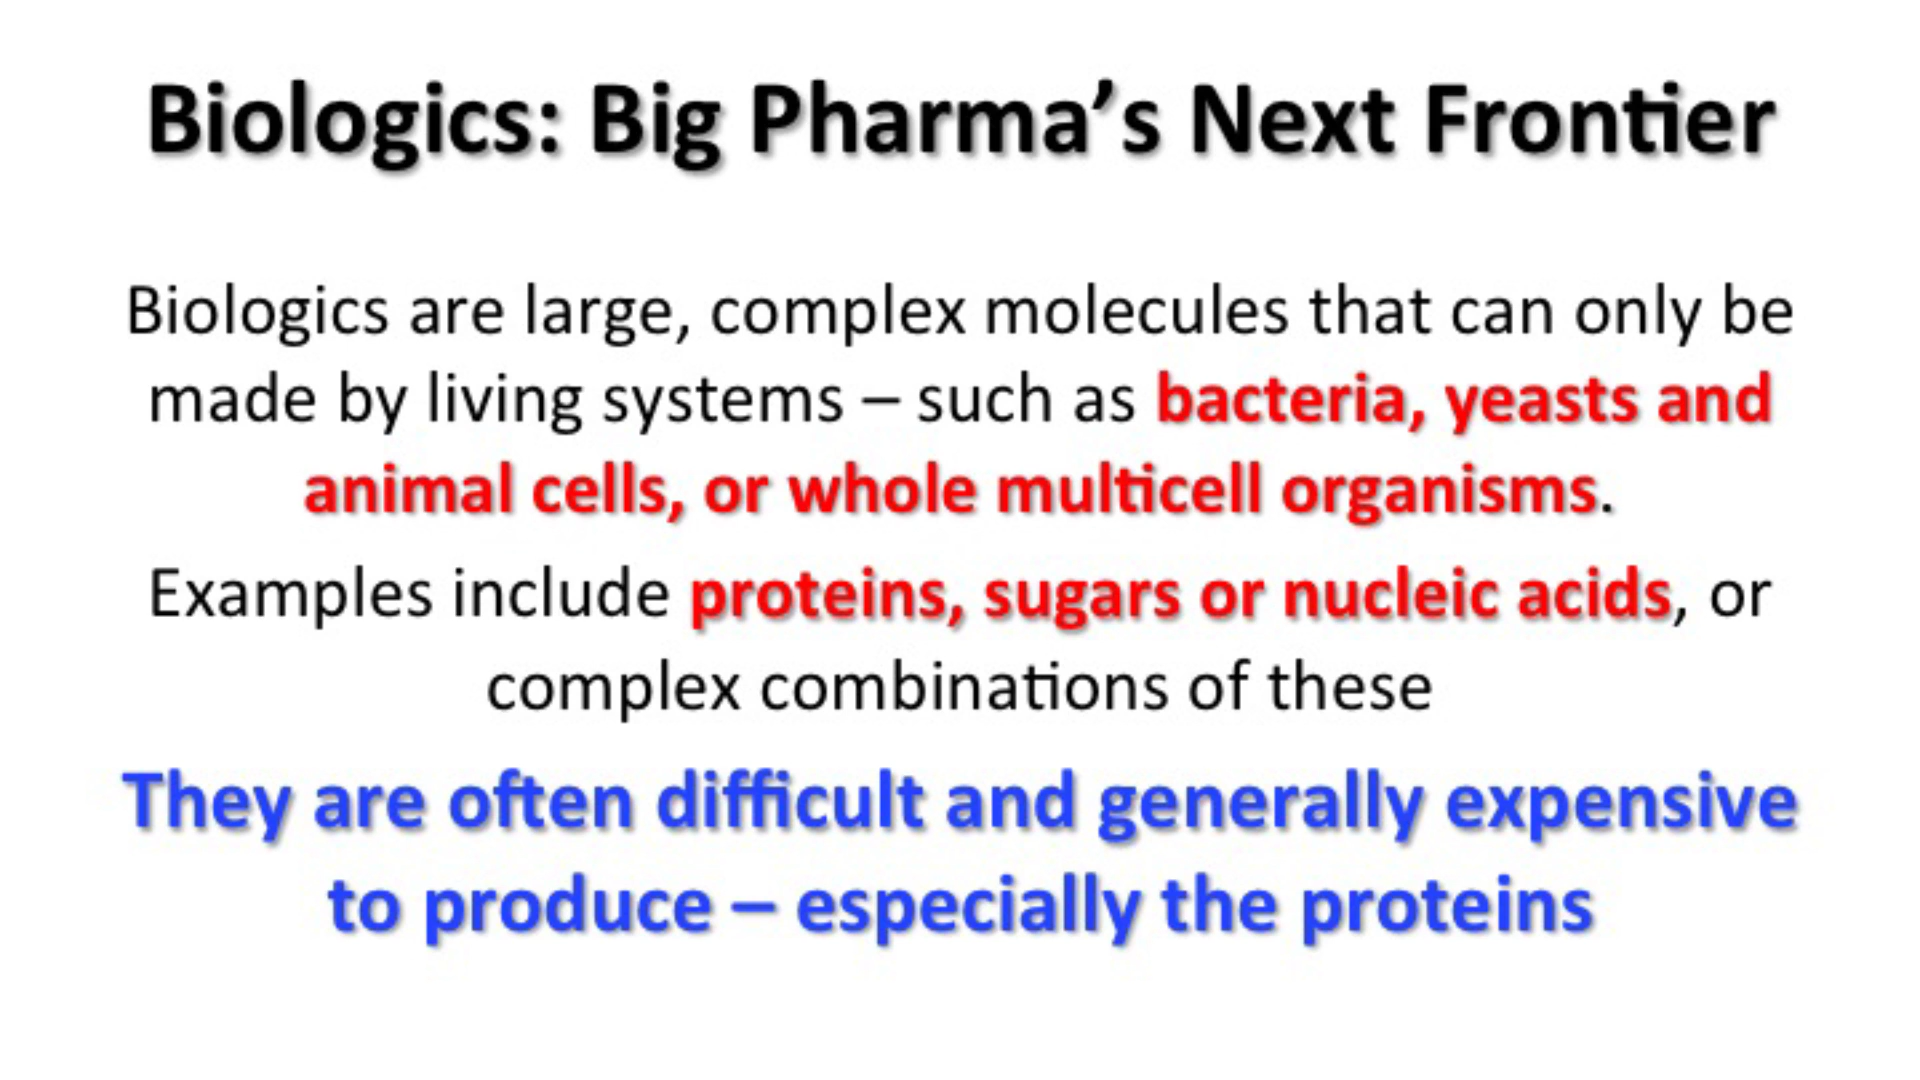 Biologics: Big Pharma’s Next Frontier
Biologics are large, complex molecules that can only be
made by living systems – such as bacteria, yeasts and
animal cells, or whole multicell organisms.
Examples include proteins, sugars or nucleic acids, or
complex combinations of these
They are often difficult and generally expensive
to produce – especially the proteins